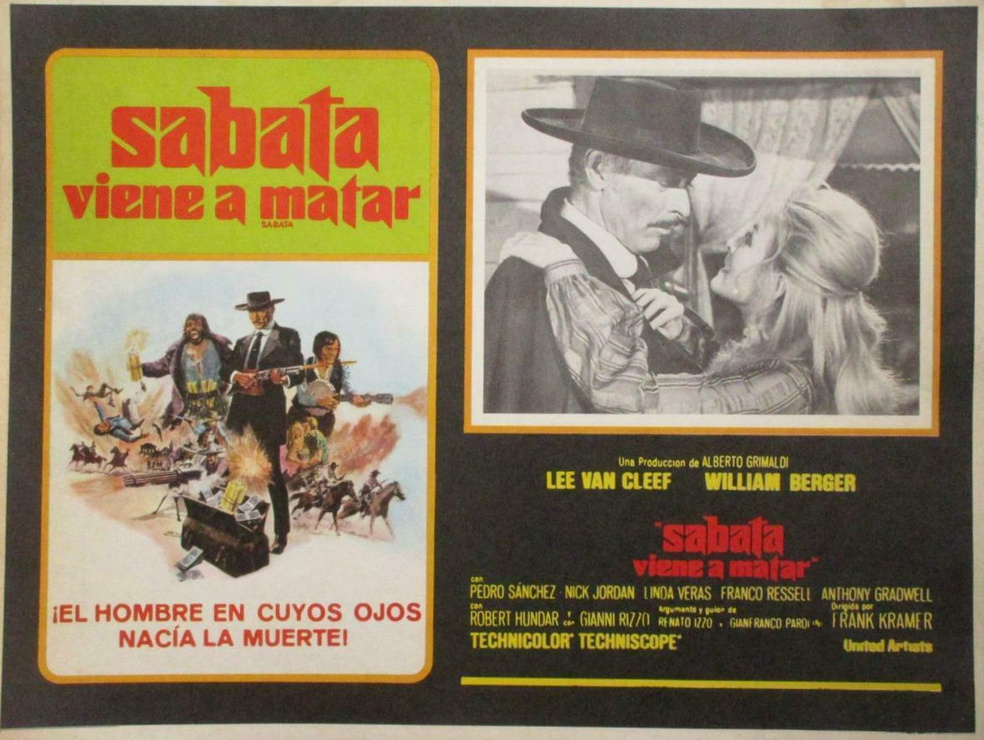 sabata
viene a matar
SABATA
¡EL HOMBRE EN CUYOS OJOS
NACÍA LA MUERTE!
Una Produccion de ALBERTO GRIMALDI
LEE VAN CLEEF WILLIAM BERGER
"sabata
viene a matar"
con
PEDRO SÁNCHEZ · NICK JORDAN LINDA VERAS FRANCO RESSELL ANTHONY GRADWELL
con
ROBERT HUNDAR y GIANNI RIZZO
Argumento y guion de
RENATO IZZO · GIANFRANCO
Dirigida por
FRANK KRAMER
TECHNICOLOR TECHNISCOPE
United Artists